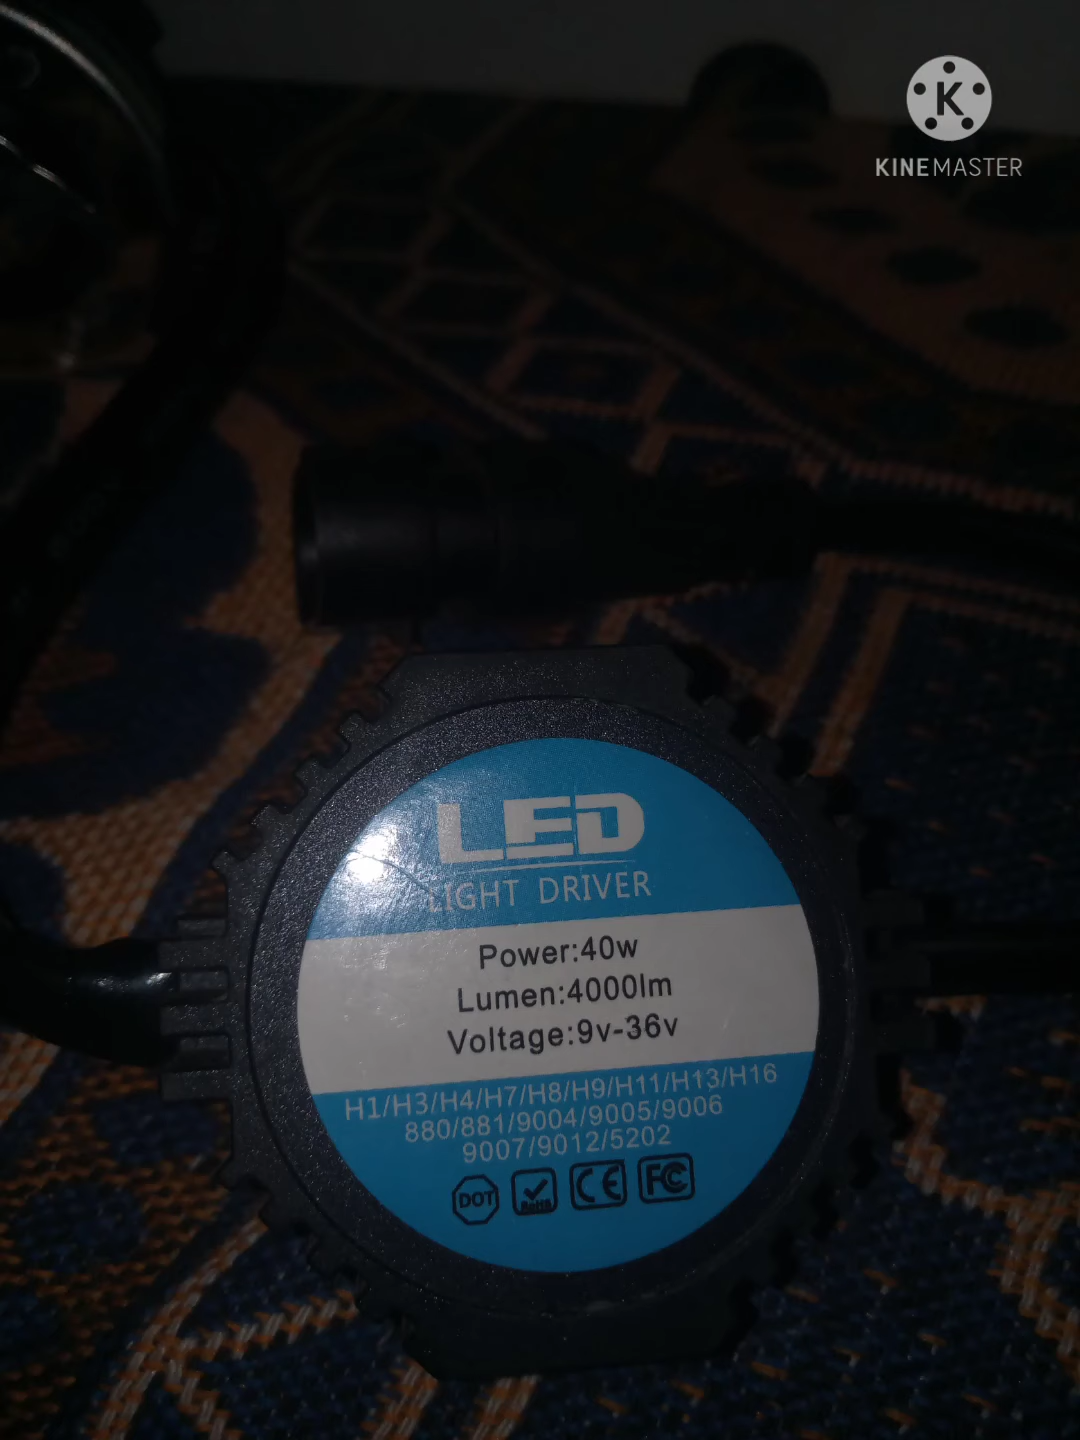 K
KINEMASTER
LED
LIGHT DRIVER
Power:40w
Lumen:4000lm
Voltage:9v-36v
H1/H3/H4/H7/H8/H9/H11/H13/H16
880/881/9004/9005/9006
9007/9012/5202
DOT RoHS CE FC